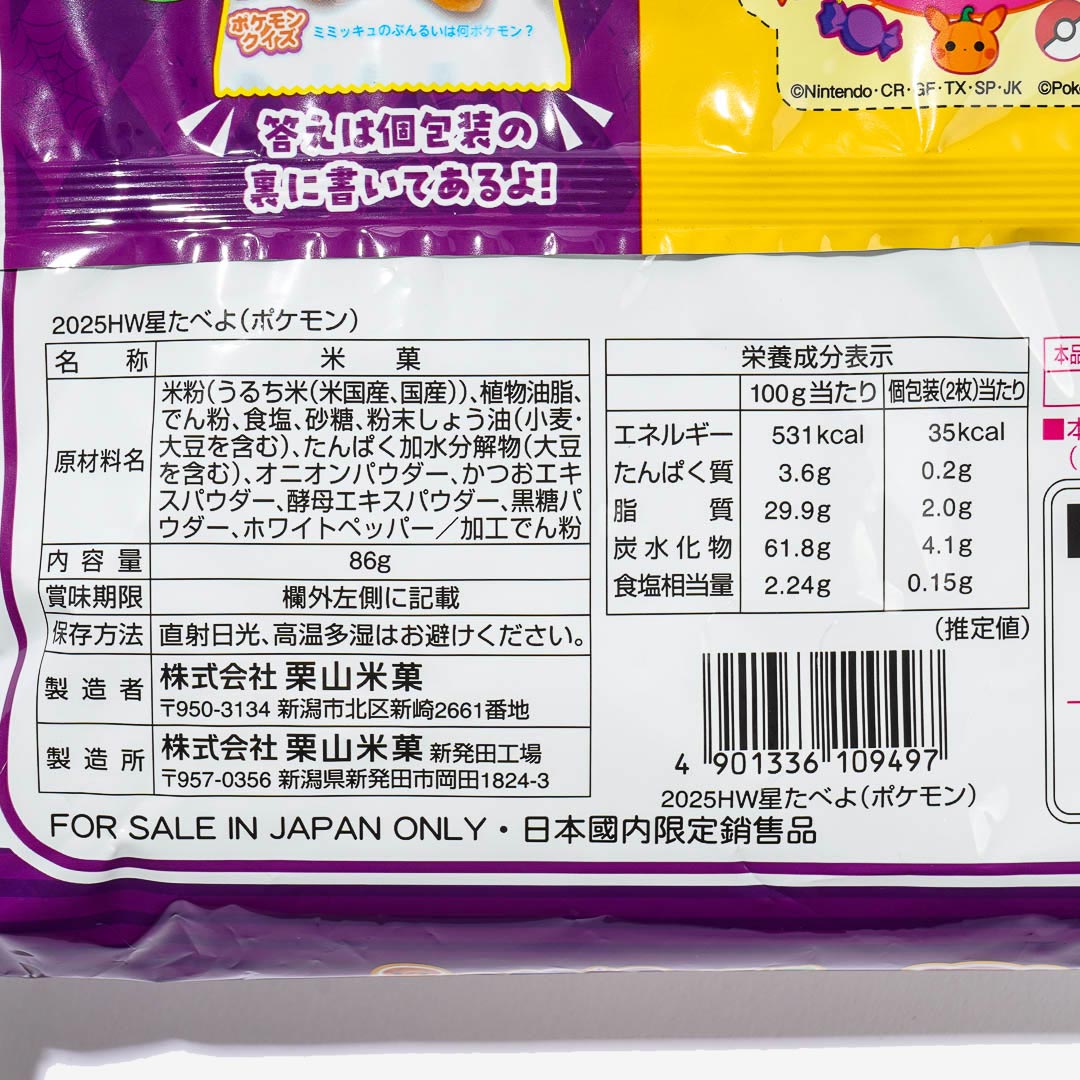 ポケモン
クイズ
ミミッキュのぶんるいは何ポケモン?
©Nintendo・CR・GF・TX・SP・JK ©Pok
答えは個包装の
裏に書いてあるよ!
2025HW星たべよ(ポケモン)
名称 米菓
原材料名
米粉(うるち米(米国産、国産))、植物油脂、
でん粉、食塩、砂糖、粉末しょう油(小麦・
大豆を含む)、たんぱく加水分解物(大豆
を含む)、オニオンパウダー、かつおエキ
スパウダー、酵母エキスパウダー、黒糖パ
ウダー、ホワイトペッパー/加工でん粉
内容量 86g
賞味期限 欄外左側に記載
保存方法 直射日光、高温多湿はお避けください。
製造者 株式会社 栗山米菓
〒950-3134 新潟市北区新崎2661番地
製造所 株式会社 栗山米菓 新発田工場
〒957-0356 新潟県新発田市岡田1824-3
FOR SALE IN JAPAN ONLY・日本國内限定銷售品
栄養成分表示
100g当たり 個包装(2枚)当たり
エネルギー 531kcal 35kcal
たんぱく質 3.6g 0.2g
脂質 29.9g 2.0g
炭水化物 61.8g 4.1g
食塩相当量 2.24g 0.15g
(推定値)
4 901336 109497
2025HW星たべよ(ポケモン)
本品
■本